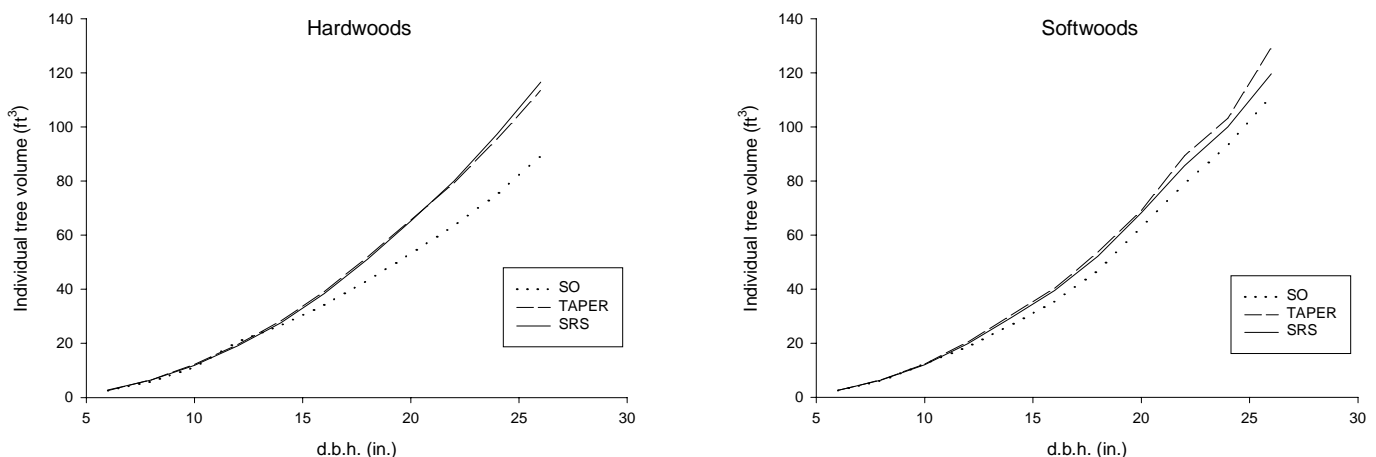 Hardwoods
Individual tree volume (ft³)
140
120
100
80
60
40
20
0
SO
TAPER
SRS
5
10
15
20
25
30
d.b.h. (in.)
Softwoods
Individual tree volume (ft³)
140
120
100
80
60
40
20
0
SO
TAPER
SRS
5
10
15
20
25
30
d.b.h. (in.)